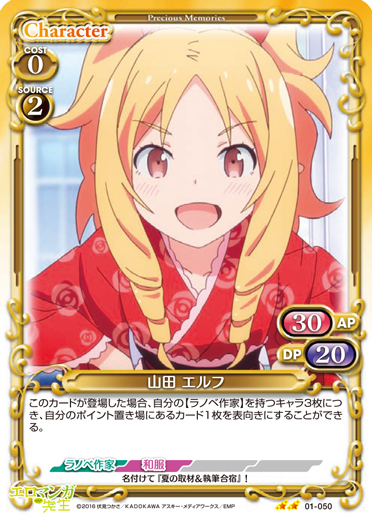 Precious Memories
Character
COST
0
SOURCE
2
30 AP
DP 20
山田 エルフ
このカードが登場した場合、自分の【ラノベ作家】を持つキャラ3枚につ
き、自分のポイント置き場にあるカード1枚を表向きにすることができ
る。
ラノベ作家 和服
名付けて『夏の取材&執筆合宿』!
エロマンガ
先生
01-050
©2016 伏見つかさ/KADOKAWA アスキー・メディアワークス/EMP